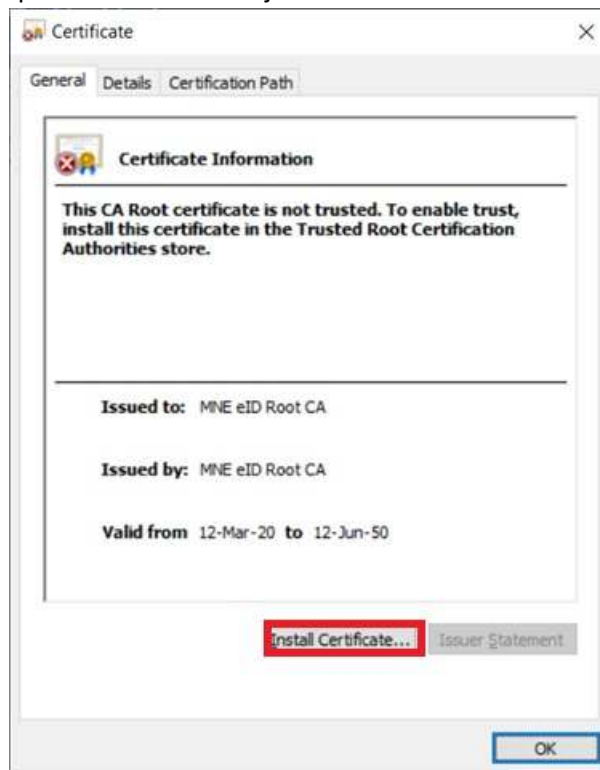 Certificate
General Details Certification Path
Certificate Information
This CA Root certificate is not trusted. To enable trust,
install this certificate in the Trusted Root Certification
Authorities store.
Issued to: MNE eID Root CA
Issued by: MNE eID Root CA
Valid from 12-Mar-20 to 12-Jun-50
Install Certificate... Issuer Statement
OK